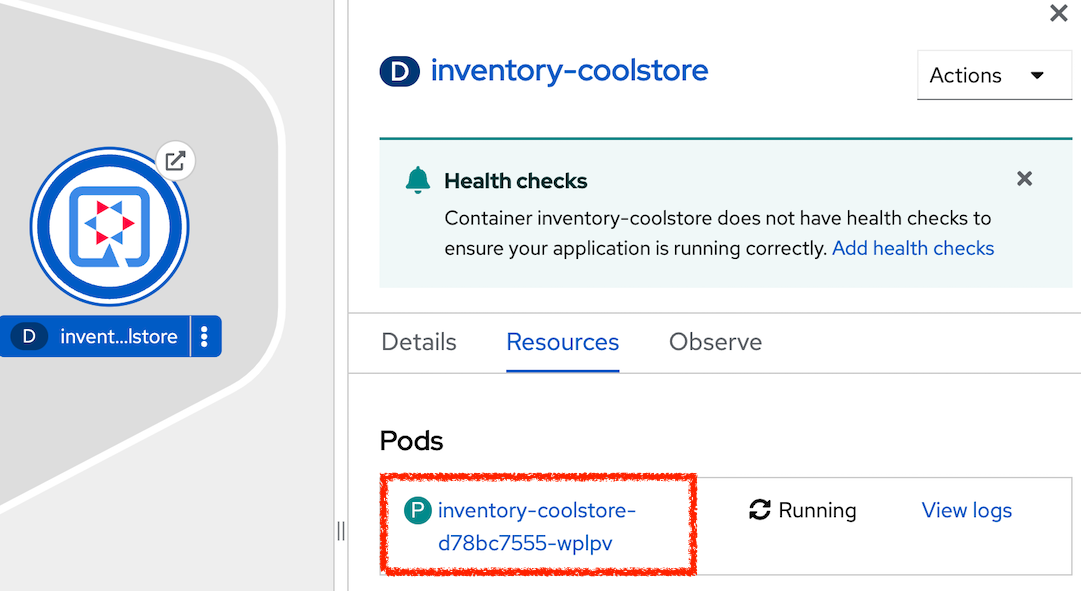 D inventory-coolstore
Actions
Health checks
Container inventory-coolstore does not have health checks to
ensure your application is running correctly. Add health checks
D invent...lstore
Details Resources Observe
Pods
P inventory-coolstore-
d78bc7555-wplpv
Running
View logs